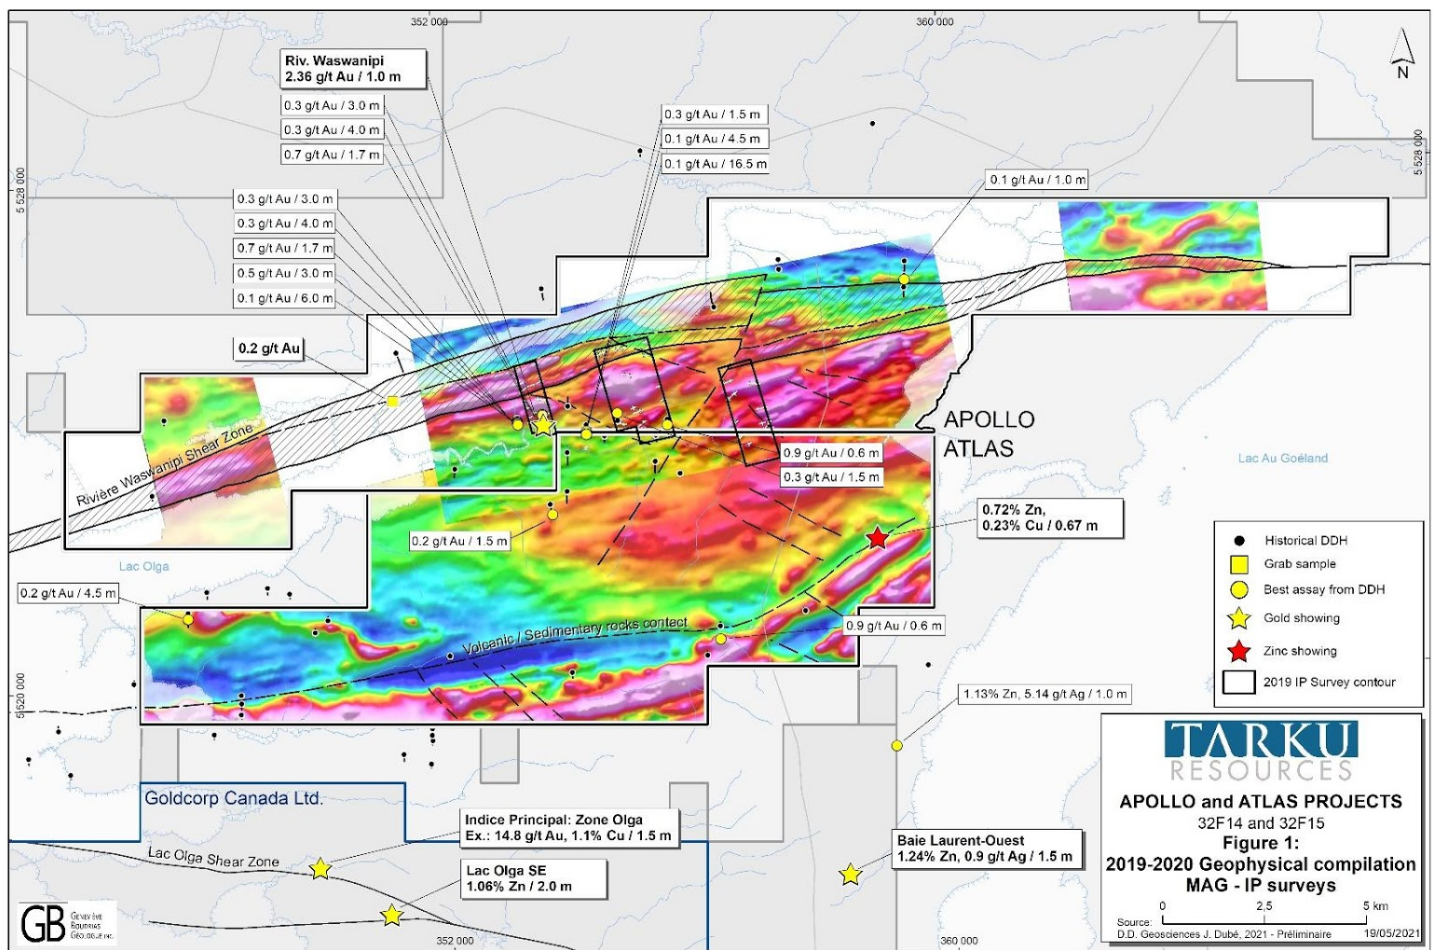 352 000
360 000
N
Riv. Waswanipi
2.36 g/t Au / 1.0 m
0.3 g/t Au / 3.0 m
0.3 g/t Au / 4.0 m
0.7 g/t Au / 1.7 m
0.3 g/t Au / 1.5 m
0.1 g/t Au / 4.5 m
0.1 g/t Au / 16.5 m
0.1 g/t Au / 1.0 m
5 528 000
5 528 000
0.3 g/t Au / 3.0 m
0.3 g/t Au / 4.0 m
0.7 g/t Au / 1.7 m
0.5 g/t Au / 3.0 m
0.1 g/t Au / 6.0 m
0.2 g/t Au
Rivière Waswanipi Shear Zone
APOLLO
ATLAS
0.9 g/t Au / 0.6 m
0.3 g/t Au / 1.5 m
Lac Au Goéland
0.72% Zn,
0.23% Cu / 0.67 m
0.2 g/t Au / 1.5 m
Lac Olga
0.2 g/t Au / 4.5 m
Volcanic / Sedimentary rocks contact
0.9 g/t Au / 0.6 m
5 520 000
1.13% Zn, 5.14 g/t Ag / 1.0 m
Historical DDH
Grab sample
Best assay from DDH
Gold showing
Zinc showing
2019 IP Survey contour
Goldcorp Canada Ltd.
Indice Principal: Zone Olga
Ex.: 14.8 g/t Au, 1.1% Cu / 1.5 m
Lac Olga Shear Zone
Lac Olga SE
1.06% Zn / 2.0 m
Baie Laurent-Ouest
1.24% Zn, 0.9 g/t Ag / 1.5 m
TARKU
RESOURCES
APOLLO and ATLAS PROJECTS
32F14 and 32F15
Figure 1:
2019-2020 Geophysical compilation
MAG - IP surveys
0 2,5 5 km
Source:
D.D. Geosciences J. Dubé, 2021 - Préliminaire 19/05/2021
GB
GENEVIÈVE
BOUDRIAS
GÉOLOGUE INC.
352 000
360 000